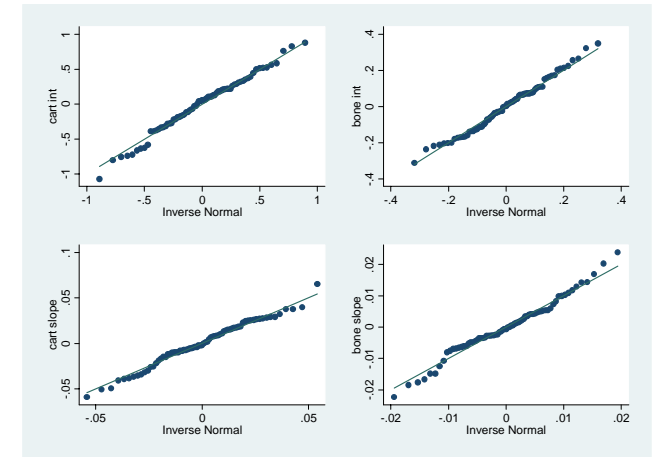 cart int
1
.5
0
-.5
-1
-1 -.5 0 .5 1
Inverse Normal
bone int
.4
.2
0
-.2
-.4
-.4 -.2 0 .2 .4
Inverse Normal
cart slope
.1
.05
0
-.05
-.05 0 .05
Inverse Normal
bone slope
.02
.01
0
-.01
-.02
-.02 -.01 0 .01 .02
Inverse Normal